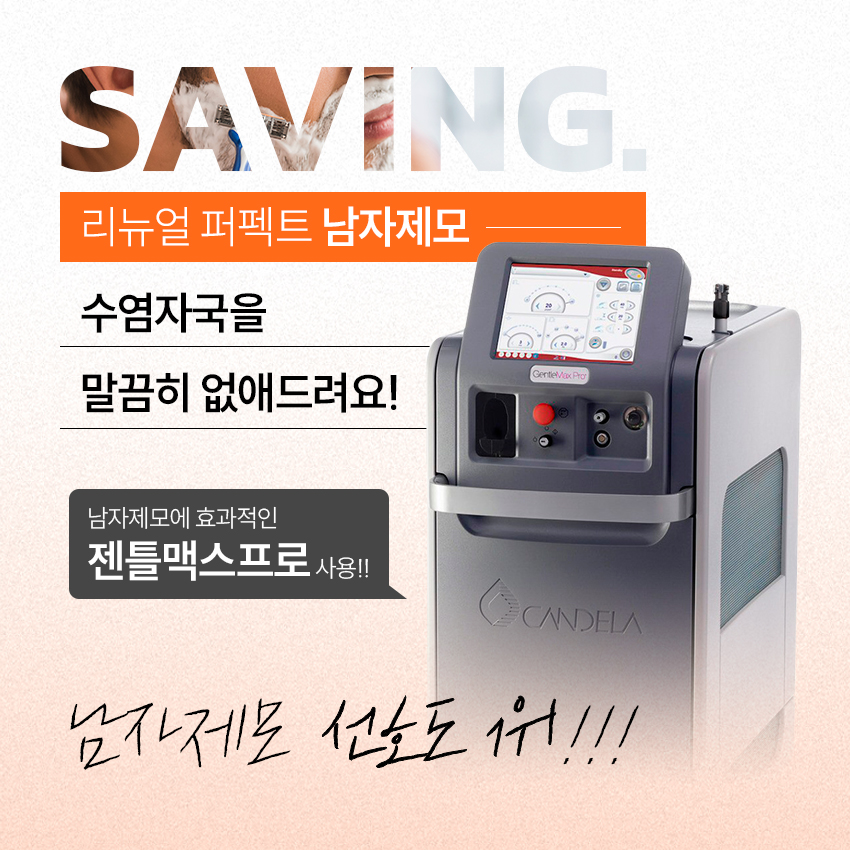 SAVING.
리뉴얼 퍼펙트 남자제모
수염자국을
말끔히 없애드려요!
GentleMax Pro
남자제모에 효과적인
젠틀맥스프로 사용!!
CANDELA
남자제모 선호도 1위!!!